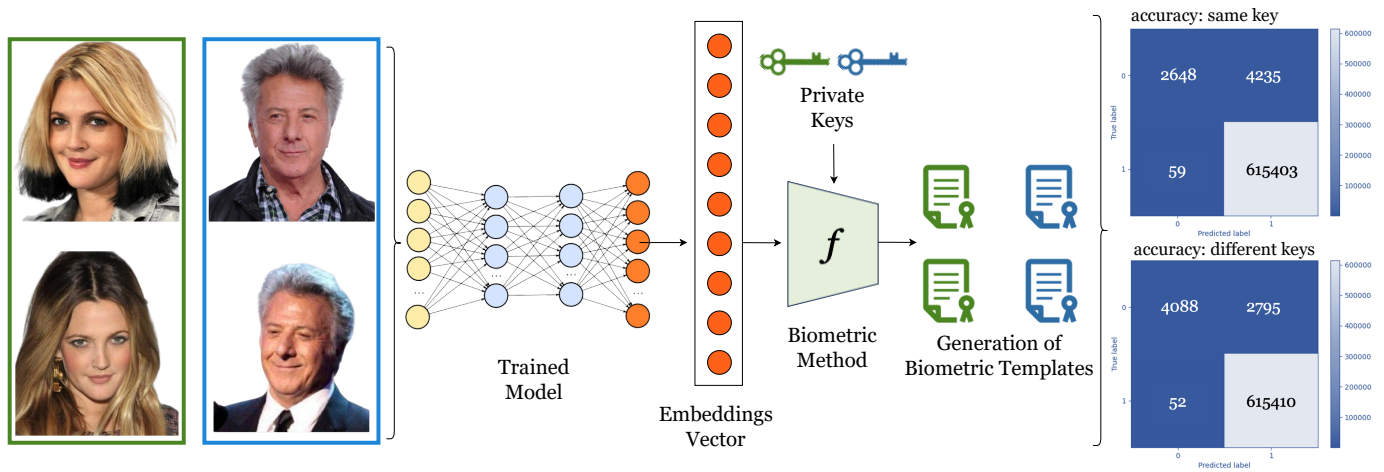 Trained
Model
...
...
...
...
Embeddings
Vector
Private
Keys
f
Biometric
Method
Generation of
Biometric Templates
accuracy: same key
True label
0
1
2648 4235
59 615403
0 1
Predicted label
600000
500000
400000
300000
200000
100000
accuracy: different keys
True label
0
1
4088 2795
52 615410
0 1
Predicted label
600000
500000
400000
300000
200000
100000